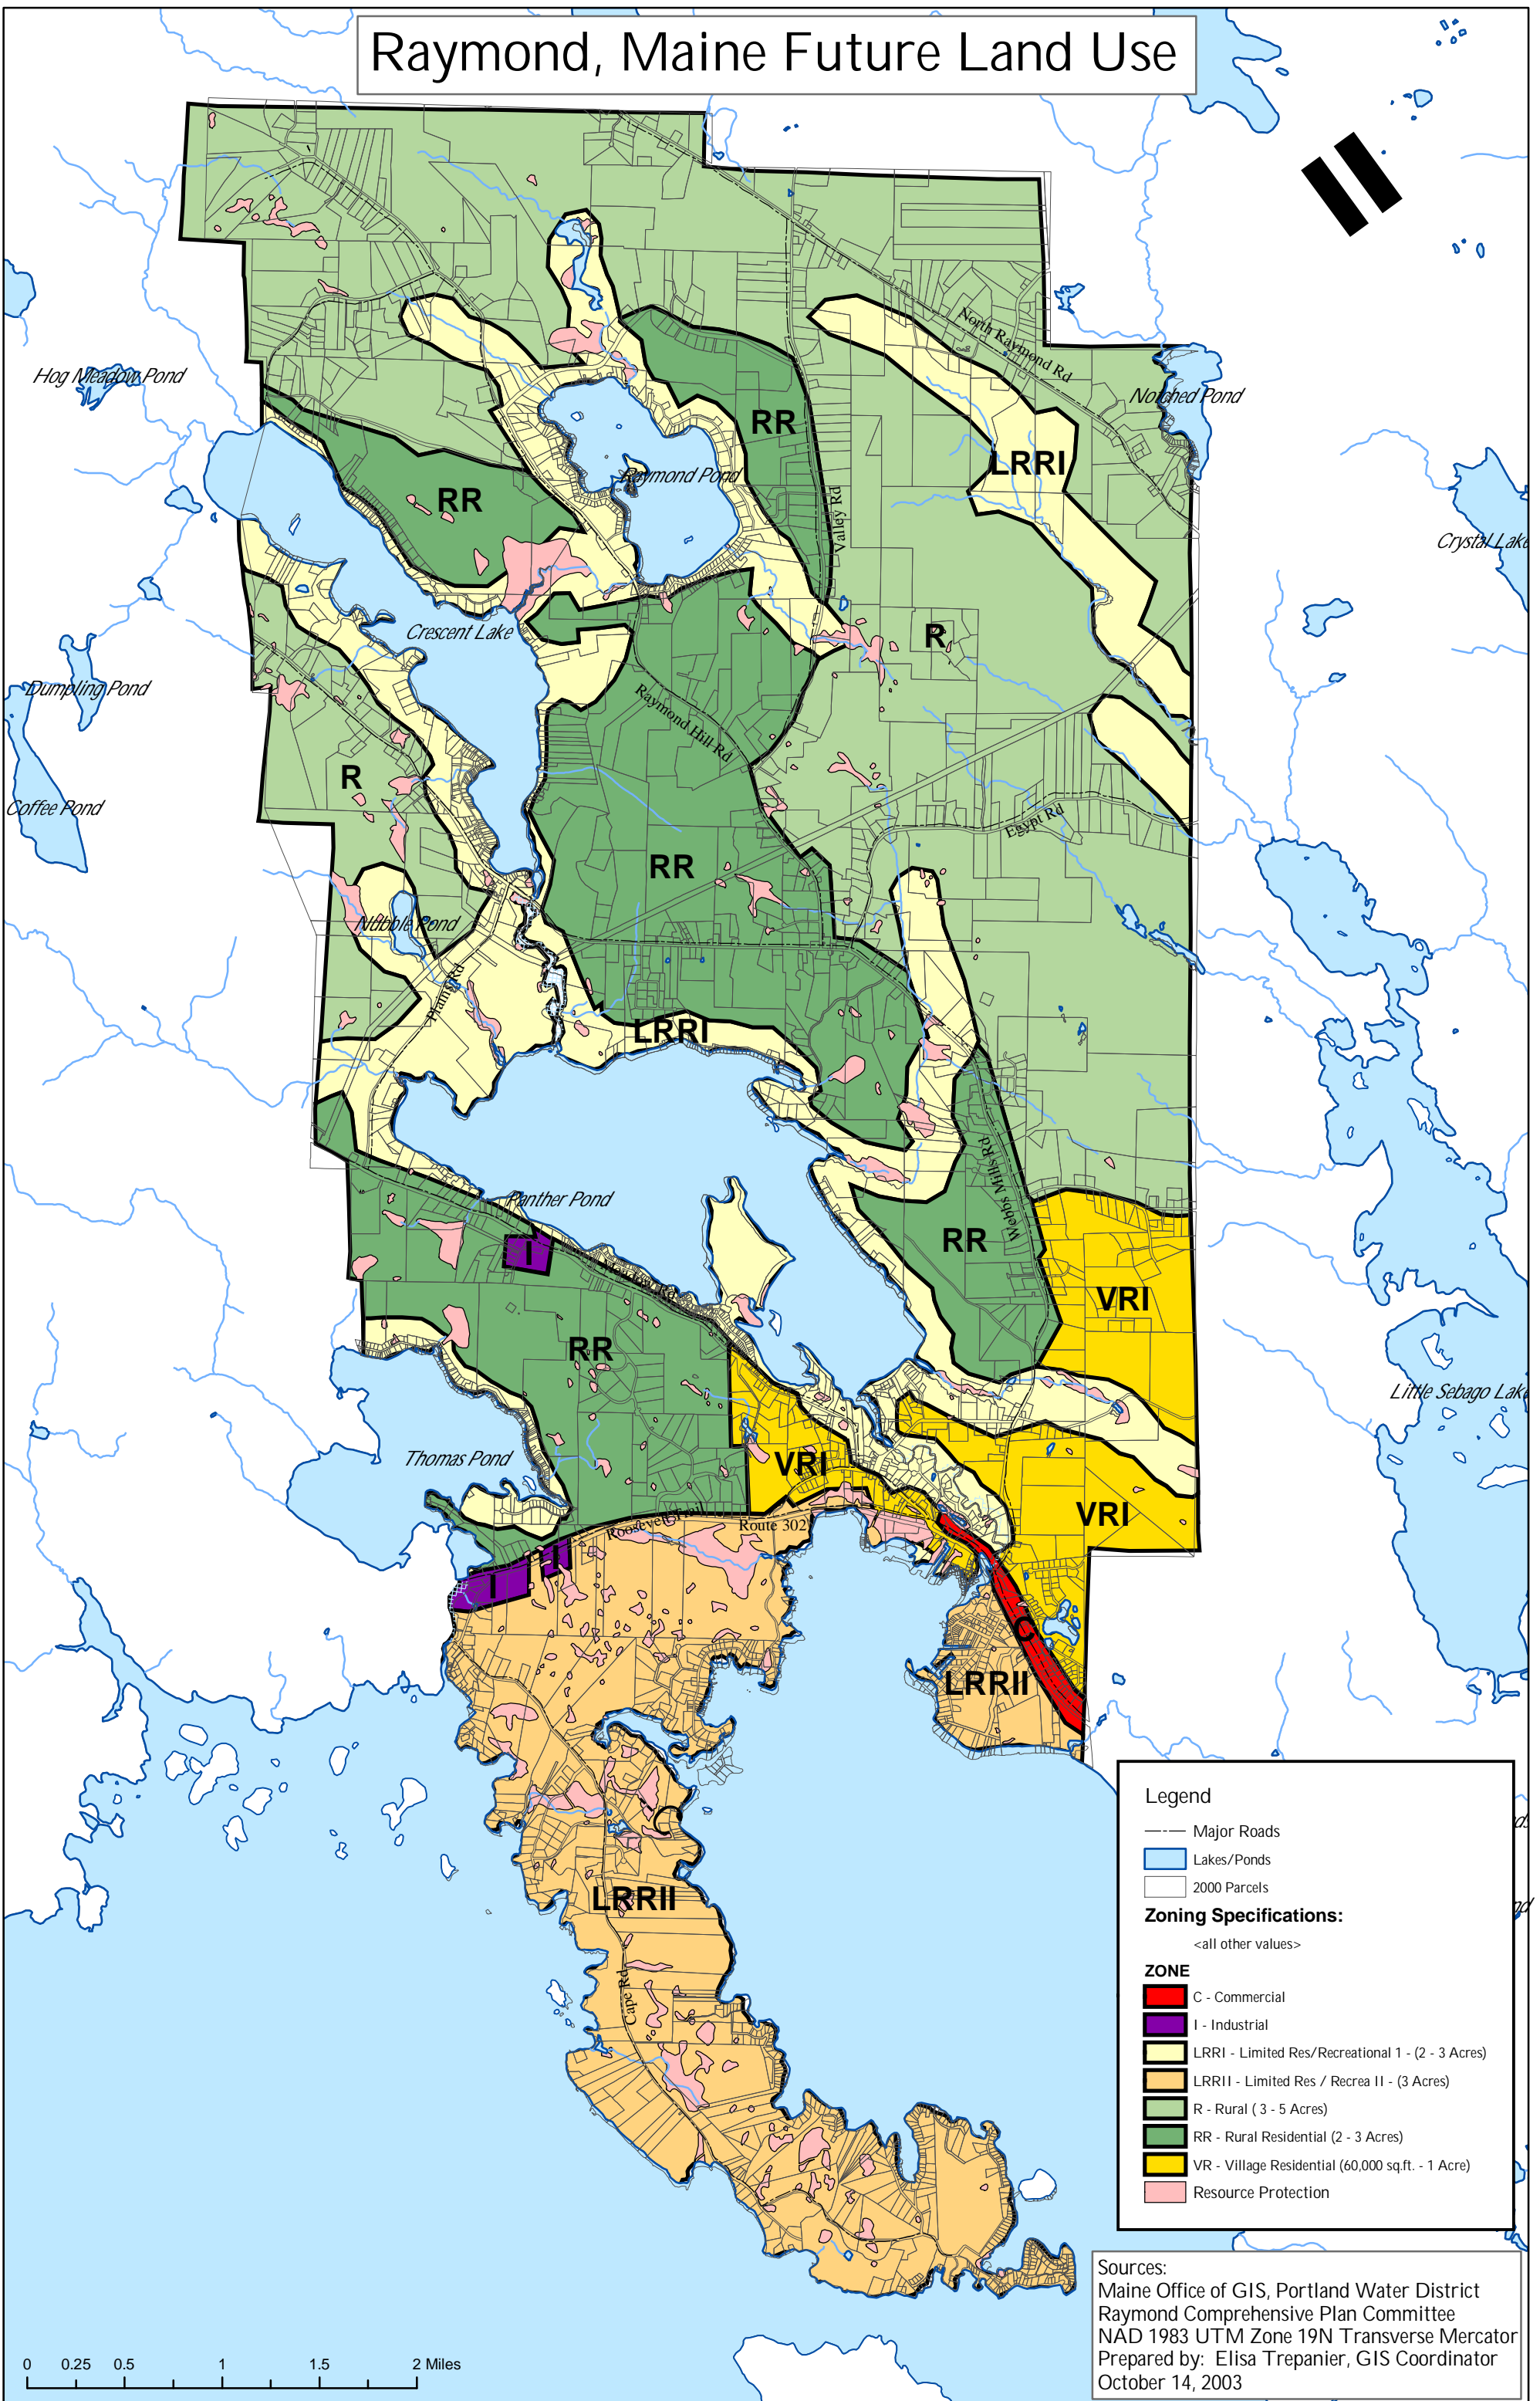 Raymond, Maine Future Land Use
North Raymond Rd
Hog Meadow Pond
Notched Pond
RR
LRRI
Raymond Pond
RR
Valley Rd
Crystal Lake
Crescent Lake
R
Dumpling Pond
Raymond Hill Rd
R
Coffee Pond
Egypt Rd
RR
Nubble Pond
Plains Rd
LRRI
Webbs Mills Rd
Panther Pond
RR
I
Meadow Rd
VRI
RR
Little Sebago Lake
Thomas Pond
VRI
Roosevelt Trail
Route 302
VRI
I
C
LRRII
C
LRRII
Cape Rd
Legend
Major Roads
Lakes/Ponds
2000 Parcels
Zoning Specifications:
<all other values>
ZONE
C - Commercial
I - Industrial
LRRI - Limited Res/Recreational 1 - (2 - 3 Acres)
LRRII - Limited Res / Recrea II - (3 Acres)
R - Rural ( 3 - 5 Acres)
RR - Rural Residential (2 - 3 Acres)
VR - Village Residential (60,000 sq.ft. - 1 Acre)
Resource Protection
Sources:
Maine Office of GIS, Portland Water District
Raymond Comprehensive Plan Committee
NAD 1983 UTM Zone 19N Transverse Mercator
Prepared by: Elisa Trepanier, GIS Coordinator
October 14, 2003
0 0.25 0.5 1 1.5 2 Miles